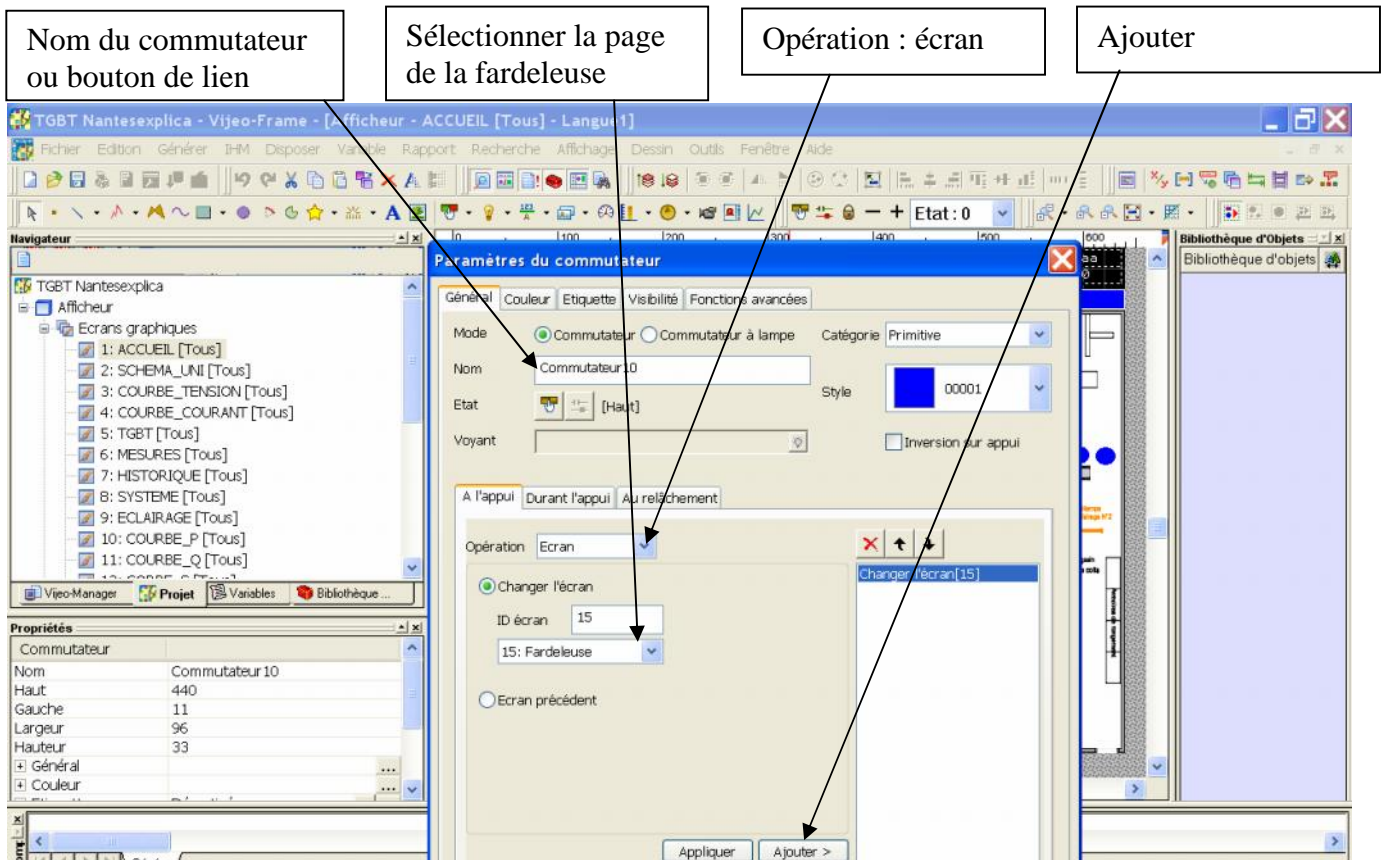 Nom du commutateur
ou bouton de lien
Sélectionner la page
de la fardeleuse
Opération : écran
Ajouter
TGBT Nantesexplica - Vijeo-Frame - [Afficheur - ACCUEIL [Tous] - Langue1]
Fichier Edition Générer IHM Disposer Variable Rapport Recherche Affichage Dessin Outils Fenêtre Aide
Etat : 0
Navigateur
TGBT Nantesexplica
Afficheur
Ecrans graphiques
1: ACCUEIL [Tous]
2: SCHEMA_UNI [Tous]
3: COURBE_TENSION [Tous]
4: COURBE_COURANT [Tous]
5: TGBT [Tous]
6: MESURES [Tous]
7: HISTORIQUE [Tous]
8: SYSTEME [Tous]
9: ECLAIRAGE [Tous]
10: COURBE_P [Tous]
11: COURBE_Q [Tous]
Vijeo-Manager Projet Variables Bibliothèque ...
Propriétés
Commutateur
Nom Commutateur10
Haut 440
Gauche 11
Largeur 96
Hauteur 33
Général ...
Couleur ...
0 100 200 300 400 500 600
Paramètres du commutateur
Général Couleur Etiquette Visibilité Fonctions avancées
Mode Commutateur Commutateur à lampe Catégorie Primitive
Nom Commutateur10
Style 00001
Etat [Haut]
Voyant Inversion sur appui
A l'appui Durant l'appui Au relâchement
Opération Ecran
Changer l'écran[15]
Changer l'écran
ID écran 15
15: Fardeleuse
Ecran précédent
Appliquer Ajouter >
Bibliothèque d'Objets
Bibliothèque d'objets